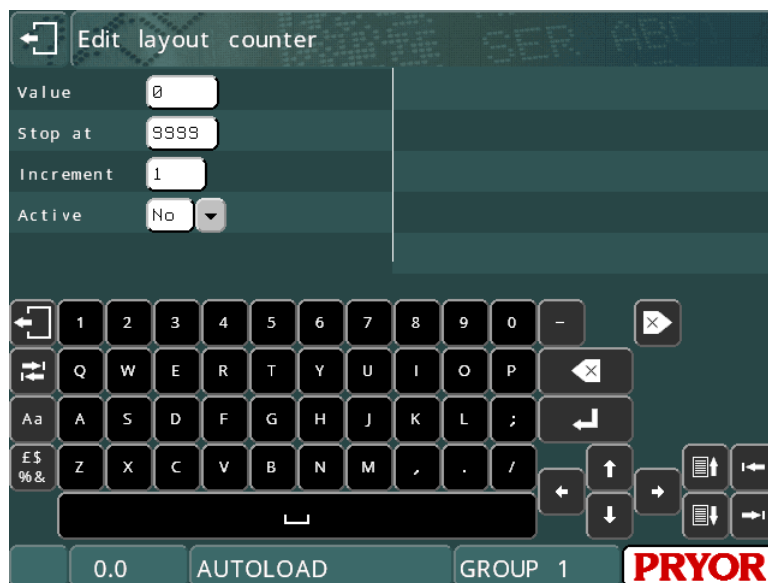 Edit layout counter
Value 0
Stop at 9999
Increment 1
Active No
1 2 3 4 5 6 7 8 9 0 -
Q W E R T Y U I O P
Aa A S D F G H J K L ;
£$
%& Z X C V B N M , . /
0.0 AUTOLOAD GROUP 1 PRYOR